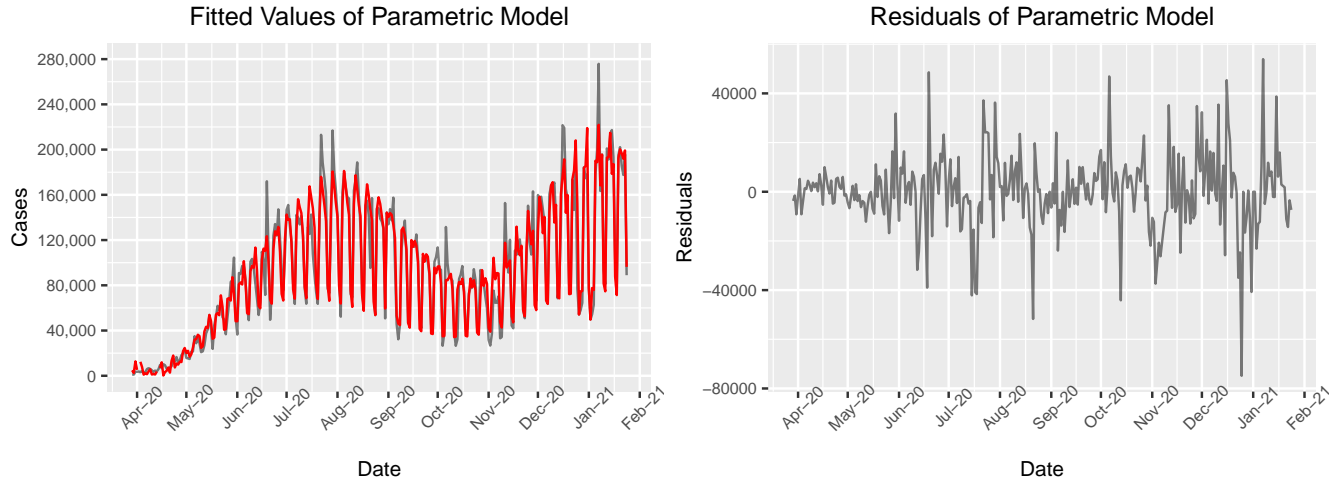 Fitted Values of Parametric Model
Cases
280,000
240,000
200,000
160,000
120,000
80,000
40,000
0
Apr−20
May−20
Jun−20
Jul−20
Aug−20
Sep−20
Oct−20
Nov−20
Dec−20
Jan−21
Feb−21
Date
Residuals of Parametric Model
Residuals
40000
0
−40000
−80000
Apr−20
May−20
Jun−20
Jul−20
Aug−20
Sep−20
Oct−20
Nov−20
Dec−20
Jan−21
Feb−21
Date